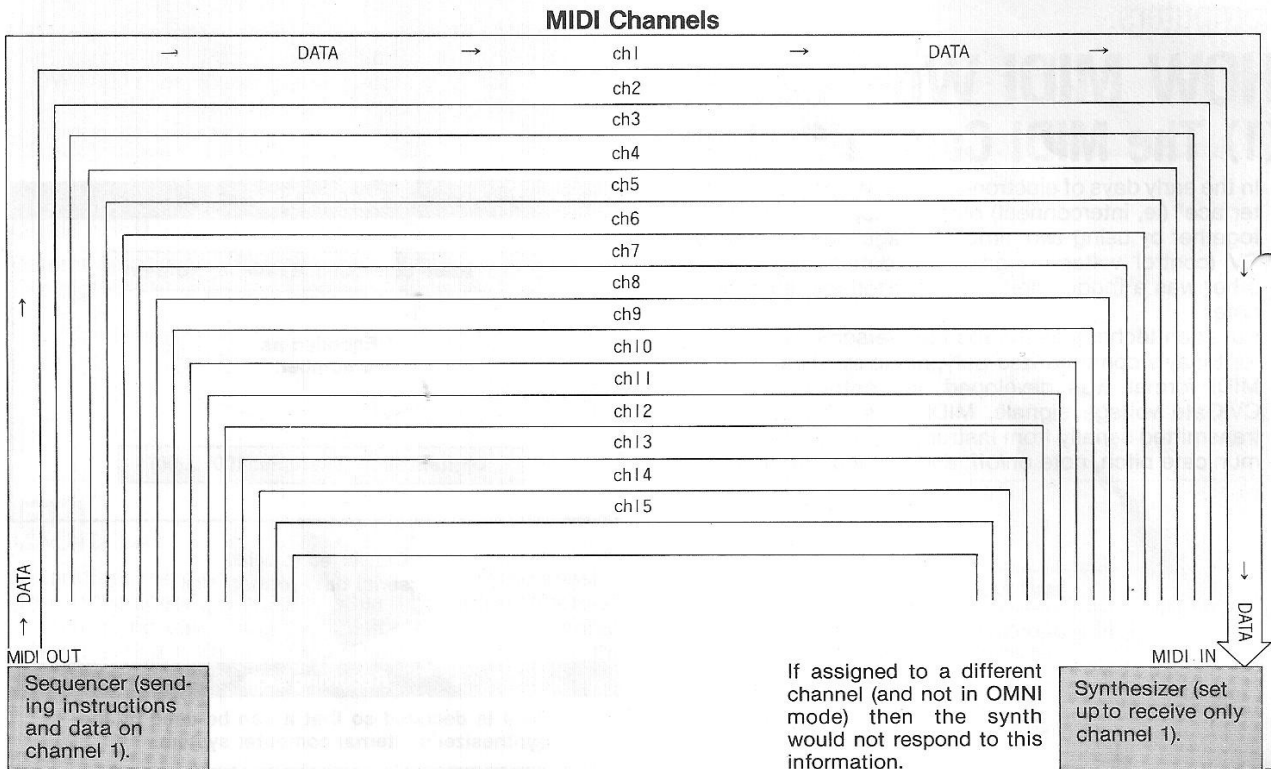 MIDI Channels
→ DATA → ch1 → DATA →
ch2
ch3
ch4
ch5
ch6
ch7
ch8
ch9
ch10
ch11
ch12
ch13
ch14
ch15
→ DATA →
↓ ↓ DATA
MIDI OUT
Sequencer (send-
ing instructions
and data on
channel 1).
If assigned to a different
channel (and not in OMNI
mode) then the synth
would not respond to this
information.
MIDI IN
Synthesizer (set
up to receive only
channel 1).